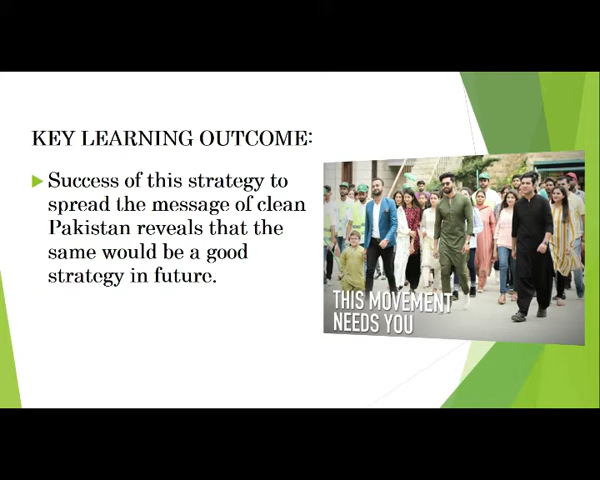 KEY LEARNING OUTCOME:
Success of this strategy to
spread the message of clean
Pakistan reveals that the
same would be a good
strategy in future.
THIS MOVEMENT
NEEDS YOU